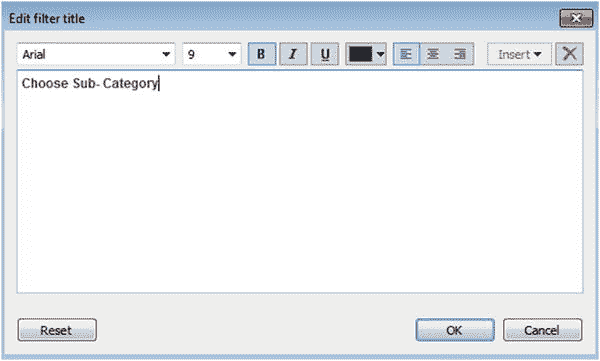 Edit filter title
Arial 9 B I U Insert
Choose Sub- Category
Reset OK Cancel